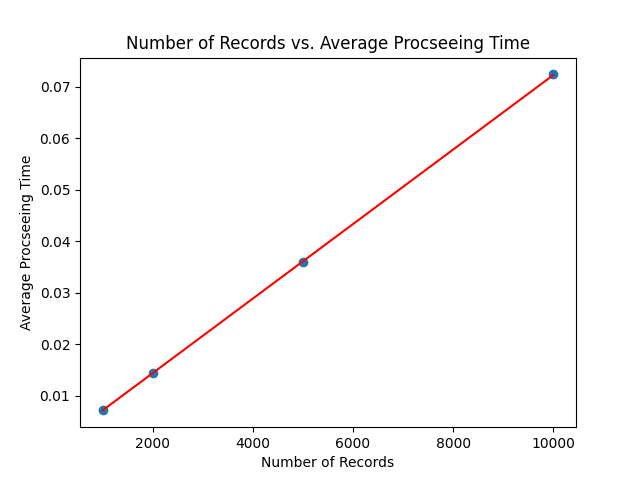 Number of Records vs. Average Procseeing Time
Average Procseeing Time
0.07
0.06
0.05
0.04
0.03
0.02
0.01
2000 4000 6000 8000 10000
Number of Records